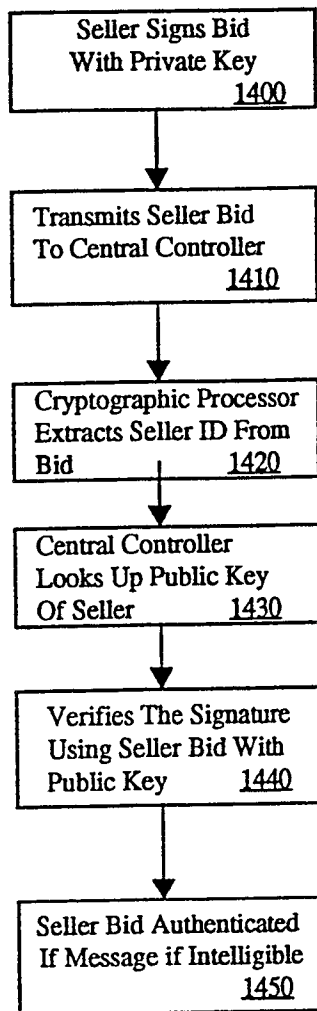 Seller Signs Bid
With Private Key
1400
Transmits Seller Bid
To Central Controller
1410
Cryptographic Processor
Extracts Seller ID From
Bid 1420
Central Controller
Looks Up Public Key
Of Seller 1430
Verifies The Signature
Using Seller Bid With
Public Key 1440
Seller Bid Authenticated
If Message if Intelligible
1450